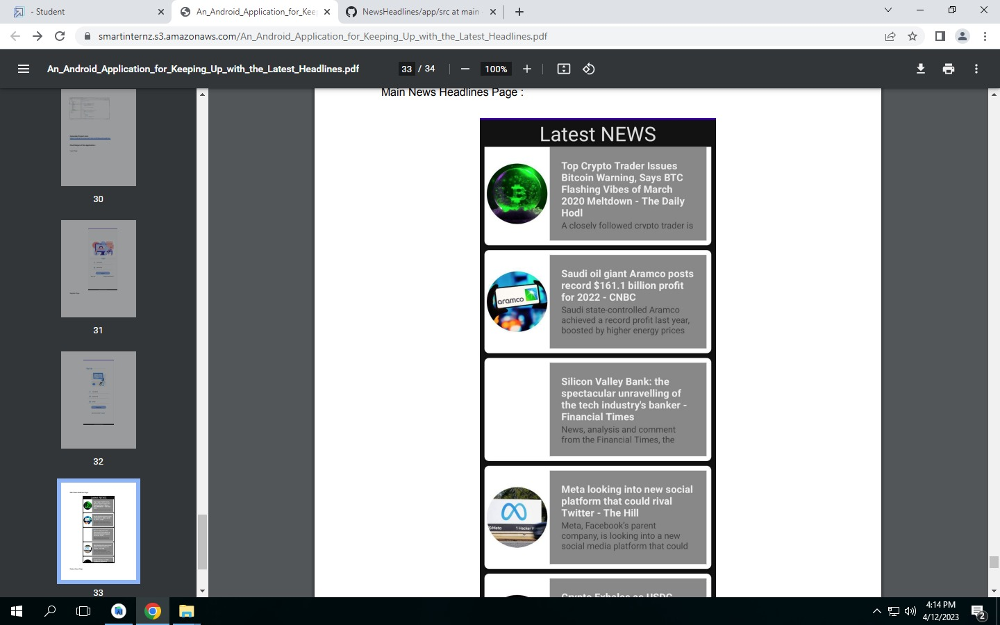 - Student
An_Android_Application_for_Keep
NewsHeadlines/app/src at main ·
smartinternz.s3.amazonaws.com/An_Android_Application_for_Keeping_Up_with_the_Latest_Headlines.pdf
An_Android_Application_for_Keeping_Up_with_the_Latest_Headlines.pdf
33 / 34
100%
30
31
32
33
Main News Headlines Page :
Latest NEWS
Top Crypto Trader Issues
Bitcoin Warning, Says BTC
Flashing Vibes of March
2020 Meltdown - The Daily
Hodl
A closely followed crypto trader is
aramco
Saudi oil giant Aramco posts
record $161.1 billion profit
for 2022 - CNBC
Saudi state-controlled Aramco
achieved a record profit last year,
boosted by higher energy prices
Silicon Valley Bank: the
spectacular unravelling of
the tech industry's banker -
Financial Times
News, analysis and comment
from the Financial Times, the
Meta
1 Hacker
Meta looking into new social
platform that could rival
Twitter - The Hill
Meta, Facebook's parent
company, is looking into a new
social media platform that could
Crypto Exhales as USDC
4:14 PM
4/12/2023
2